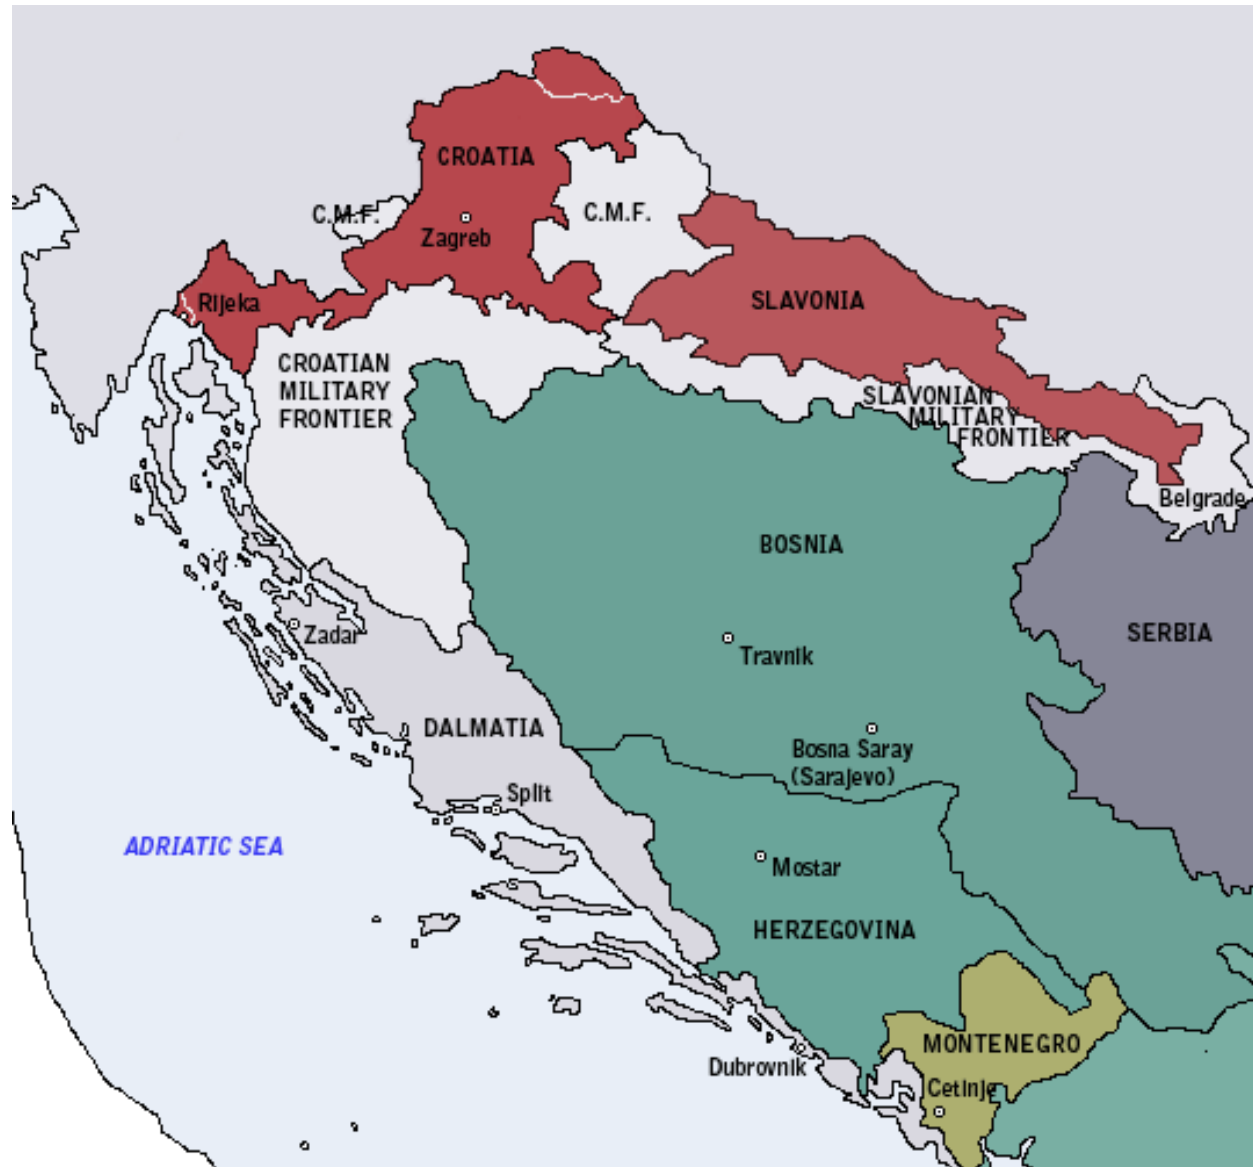 CROATIA
C.M.F.
C.M.F.
Zagreb
Rijeka
SLAVONIA
CROATIAN
MILITARY
FRONTIER
SLAVONIAN
MILITARY
FRONTIER
Belgrade
BOSNIA
SERBIA
Zadar
Travnik
DALMATIA
Bosna Saray
(Sarajevo)
Split
ADRIATIC SEA
Mostar
HERZEGOVINA
MONTENEGRO
Dubrovnik
Cetinje